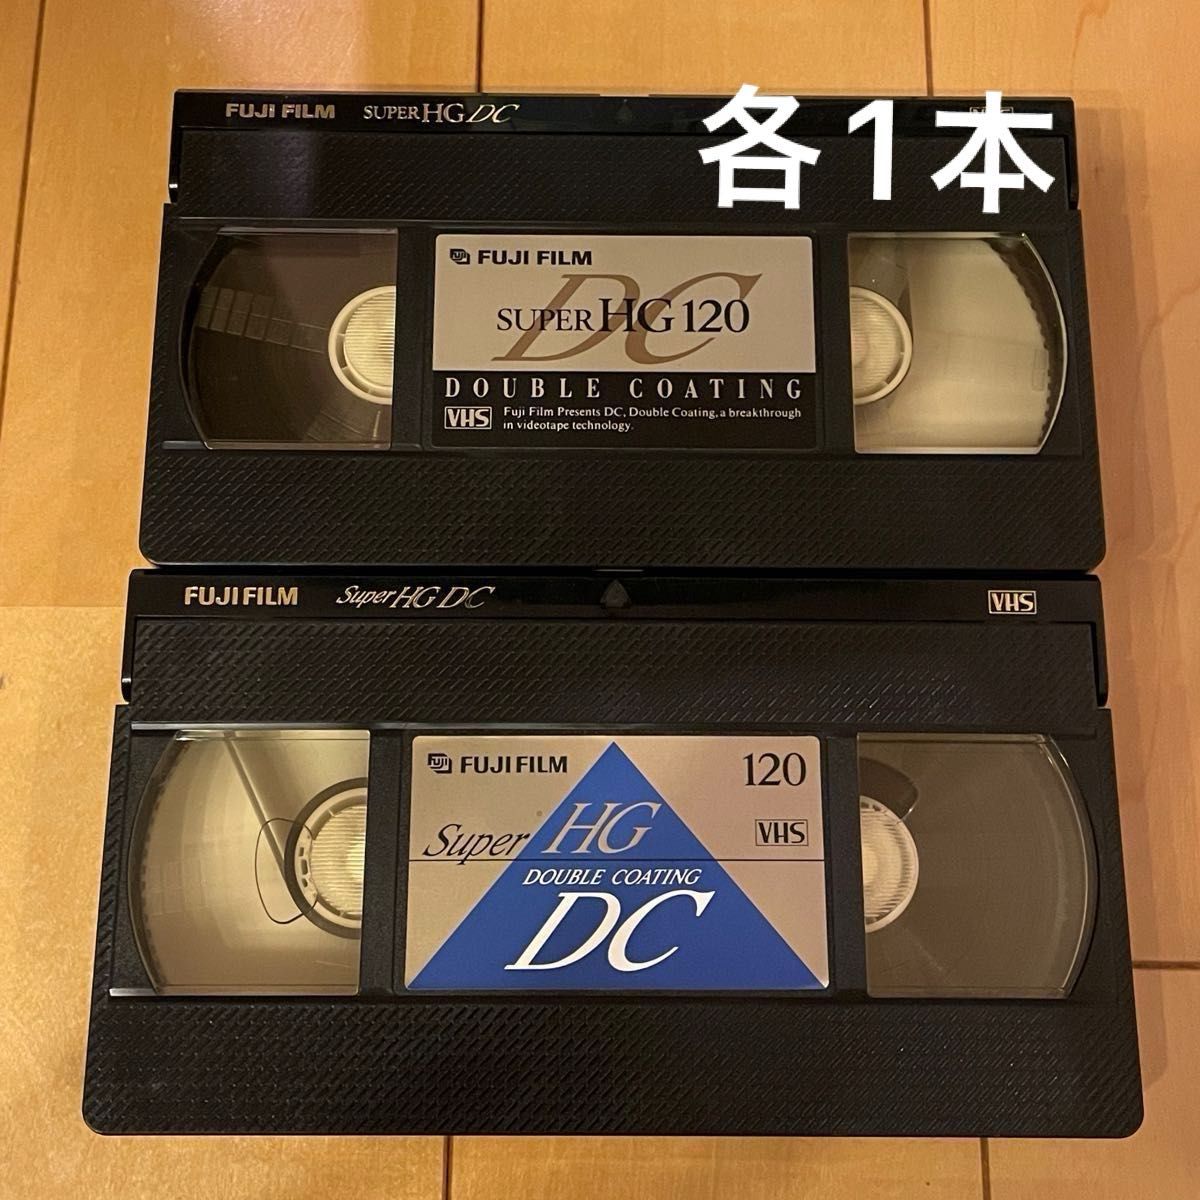 FUJI FILM SUPER HG DC
各1本
FUJI FILM
DC
SUPER HG 120
DOUBLE COATING
VHS Fuji Film Presents DC, Double Coating, a breakthrough
in videotape technology.
FUJI FILM Super HG DC VHS
Fuji FUJI FILM 120
Super HG VHS
DOUBLE COATING
DC